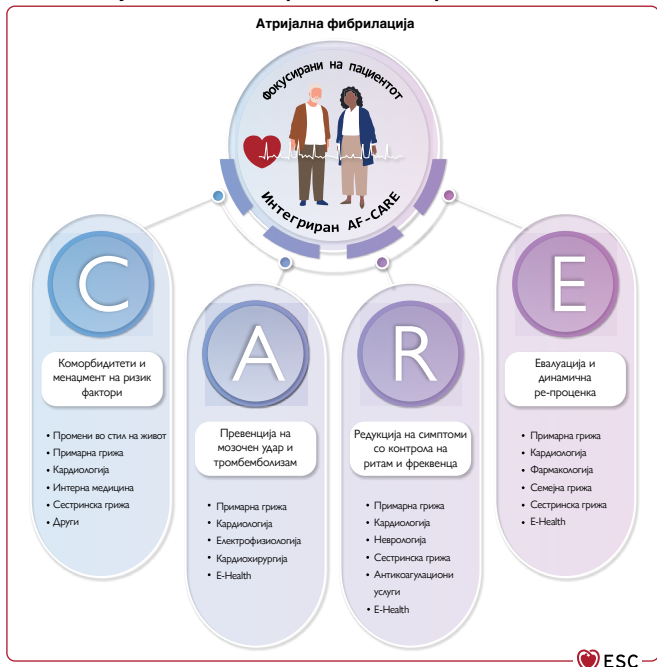 Атријална фибрилација
Фокусирани на пациентот
Интегриран AF-CARE
C
Коморбидитети и
менаџмент на ризик
фактори
• Промени во стил на живот
• Примарна грижа
• Кардиологија
• Интерна медицина
• Сестринска грижа
• Други
A
Превенција на
мозочен удар и
тромбемболизам
• Примарна грижа
• Кардиологија
• Електрофизиологија
• Кардиохирургија
• E-Health
R
Редукција на симптоми
со контрола на
ритам и фреквенца
• Примарна грижа
• Кардиологија
• Неврологија
• Сестринска грижа
• Антикоагулациони
услуги
• E-Health
E
Евалуација и
динамична
ре-проценка
• Примарна грижа
• Кардиологија
• Фармакологија
• Семејна грижа
• Сестринска грижа
• E-Health
ESC